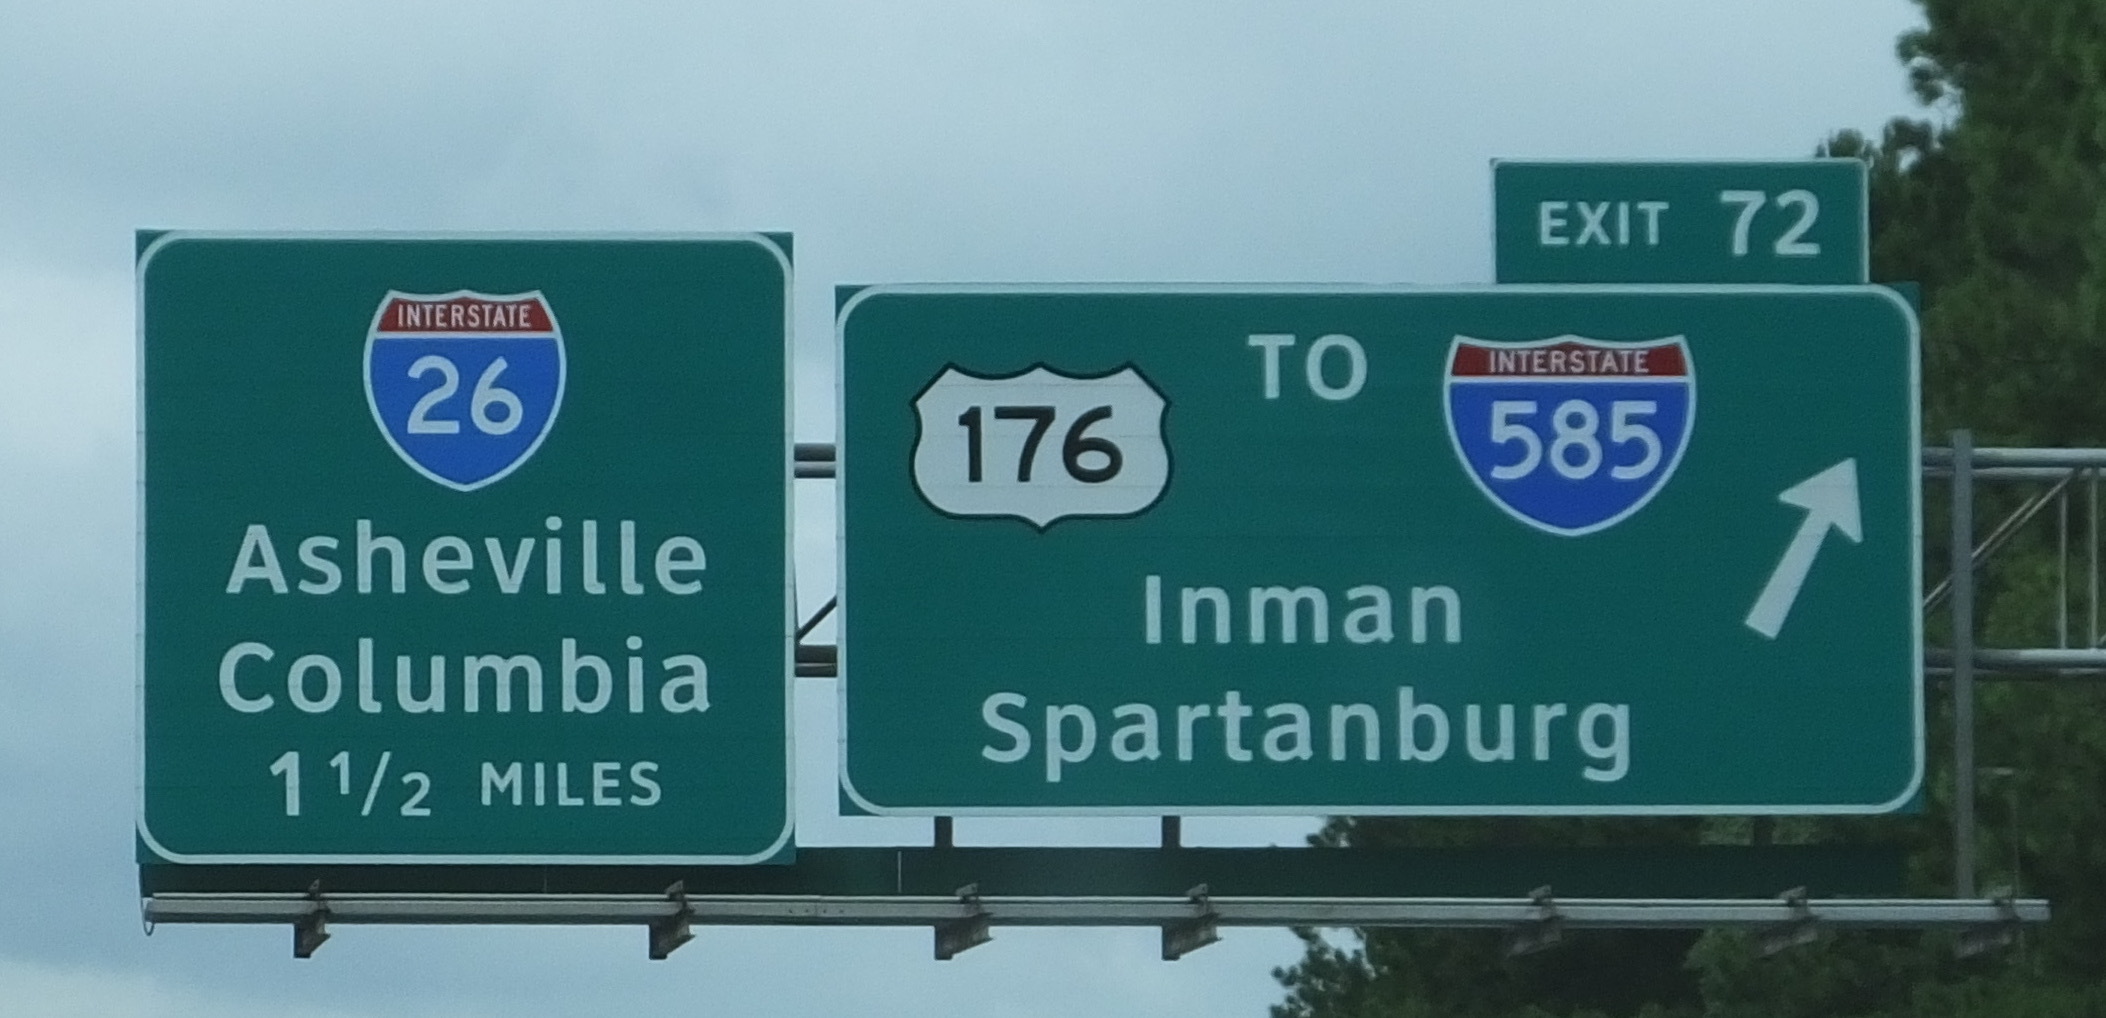 INTERSTATE
26
Asheville
Columbia
1 1/2 MILES
EXIT 72
176
TO
INTERSTATE
585
Inman
Spartanburg